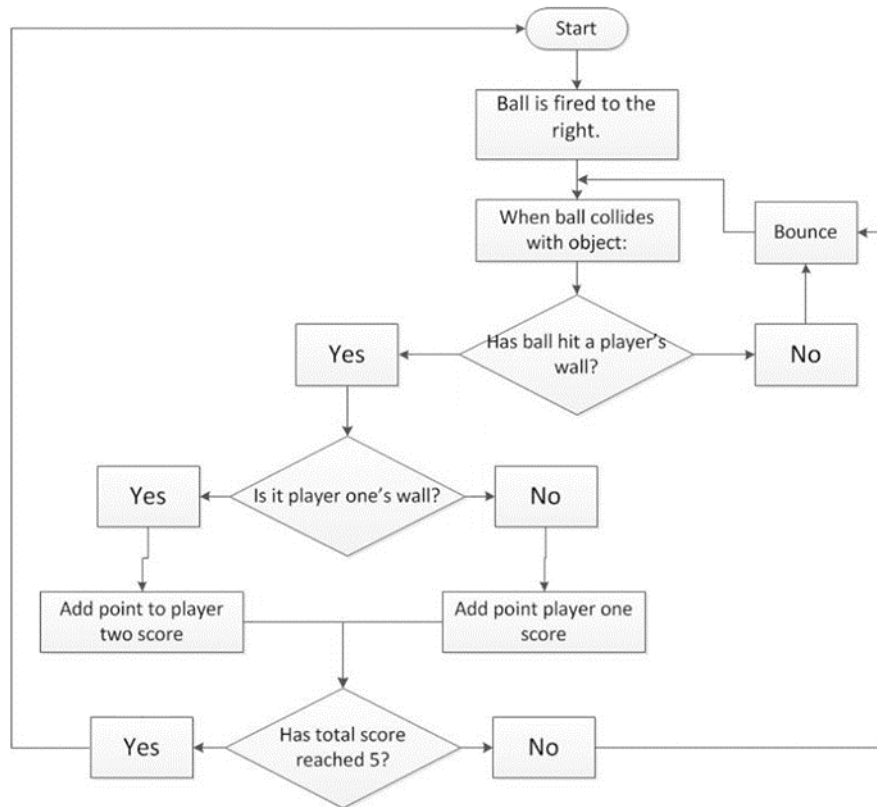 Start
Ball is fired to the
right.
When ball collides
with object:
Bounce
Has ball hit a player's
wall?
Yes
No
Is it player one's wall?
Yes
No
Add point to player
two score
Add point player one
score
Has total score
reached 5?
Yes
No